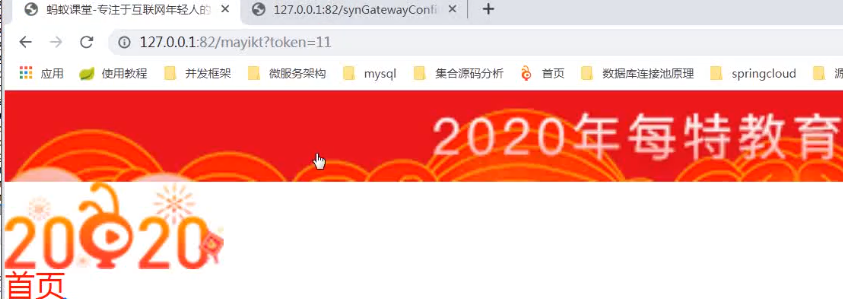 蚂蚁课堂-专注于互联网年轻人的
127.0.0.1:82/synGatewayConfi
127.0.0.1:82/mayikt?token=11
应用 使用教程 并发框架 微服务架构 mysql 集合源码分析 首页 数据库连接池原理 springcloud 源
2020年每特教育
2020
首页